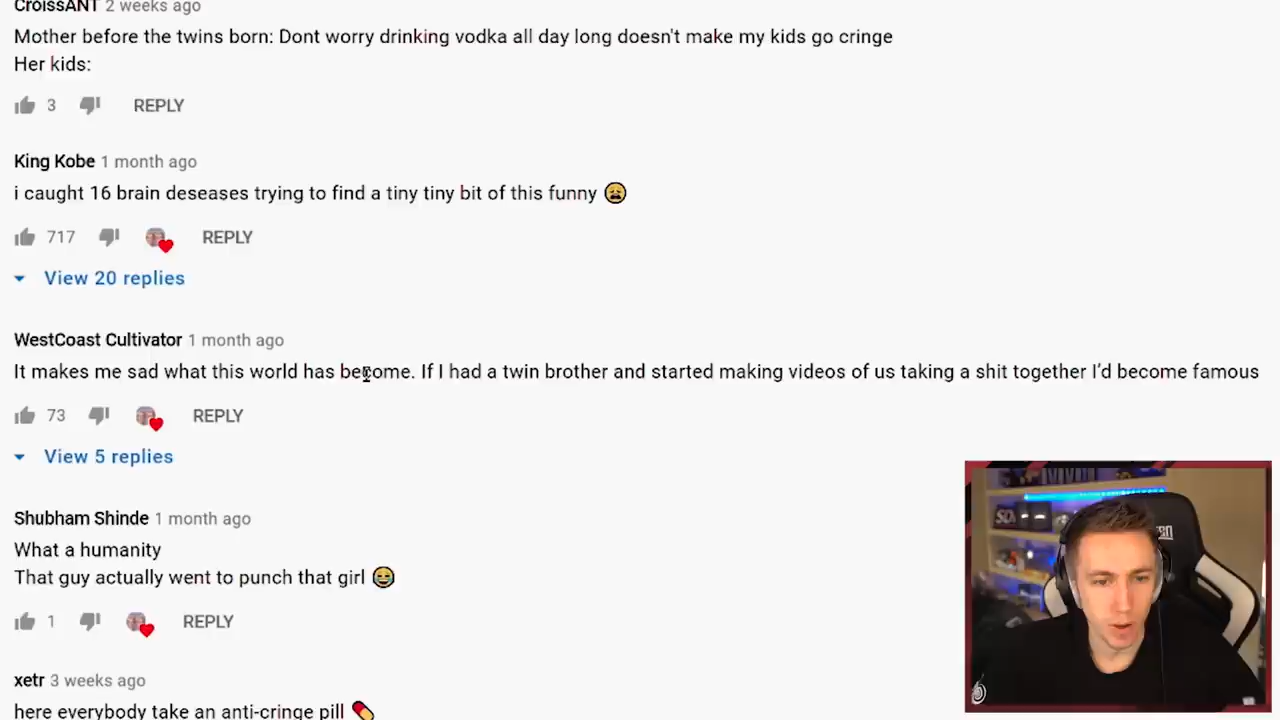 CroissANT 2 weeks ago
Mother before the twins born: Dont worry drinking vodka all day long doesn't make my kids go cringe
Her kids:
3 REPLY
King Kobe 1 month ago
i caught 16 brain deseases trying to find a tiny tiny bit of this funny 😩
717 REPLY
View 20 replies
WestCoast Cultivator 1 month ago
It makes me sad what this world has become. If I had a twin brother and started making videos of us taking a shit together I'd become famous
73 REPLY
View 5 replies
Shubham Shinde 1 month ago
What a humanity
That guy actually went to punch that girl 😂
1 REPLY
xetr 3 weeks ago
here everybody take an anti-cringe pill 💊